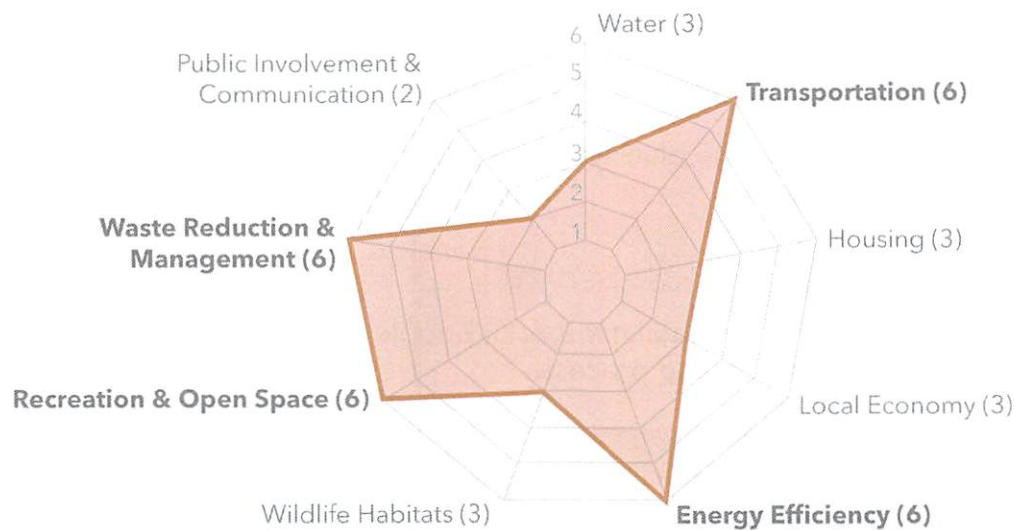 Water (3)
6
5
4
3
2
1
Transportation (6)
Housing (3)
Local Economy (3)
Energy Efficiency (6)
Wildlife Habitats (3)
Recreation & Open Space (6)
Waste Reduction &
Management (6)
Public Involvement &
Communication (2)